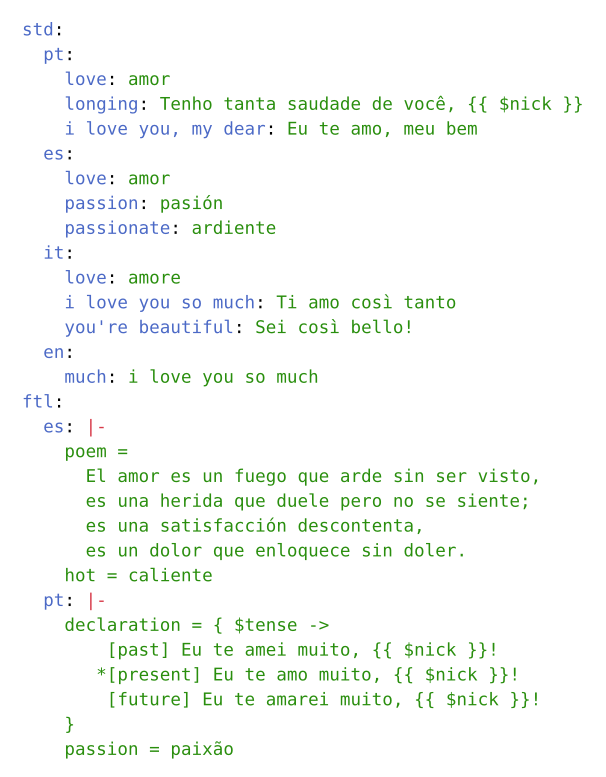 std:
  pt:
    love: amor
    longing: Tenho tanta saudade de você, {{ $nick }}
    i love you, my dear: Eu te amo, meu bem
  es:
    love: amor
    passion: pasión
    passionate: ardiente
  it:
    love: amore
    i love you so much: Ti amo così tanto
    you're beautiful: Sei così bello!
  en:
    much: i love you so much
ftl:
  es: |-
    poem =
      El amor es un fuego que arde sin ser visto,
      es una herida que duele pero no se siente;
      es una satisfacción descontenta,
      es un dolor que enloquece sin doler.
    hot = caliente
  pt: |-
    declaration = { $tense ->
        [past] Eu te amei muito, {{ $nick }}!
       *[present] Eu te amo muito, {{ $nick }}!
        [future] Eu te amarei muito, {{ $nick }}!
    }
    passion = paixão